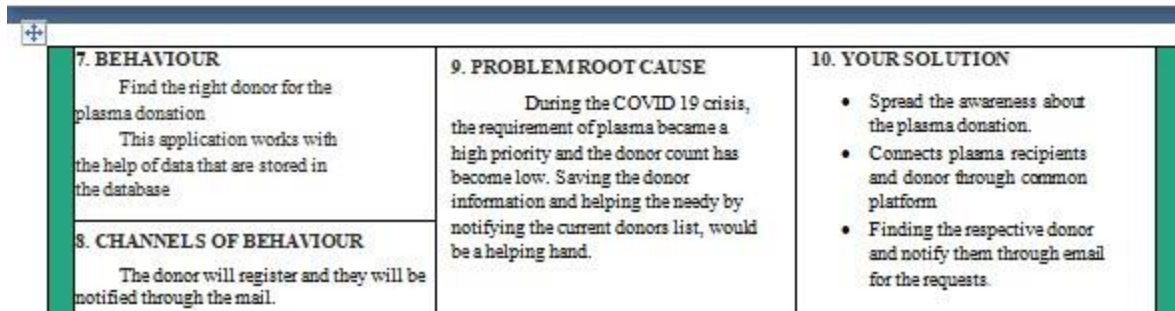 7. BEHAVIOUR
Find the right donor for the
plasma donation
This application works with
the help of data that are stored in
the database
8. CHANNELS OF BEHAVIOUR
The donor will register and they will be
notified through the mail.
9. PROBLEM ROOT CAUSE
During the COVID 19 crisis,
the requirement of plasma became a
high priority and the donor count has
become low. Saving the donor
information and helping the needy by
notifying the current donors list, would
be a helping hand.
10. YOUR SOLUTION
• Spread the awareness about
the plasma donation.
• Connects plasma recipients
and donor through common
platform
• Finding the respective donor
and notify them through email
for the requests.